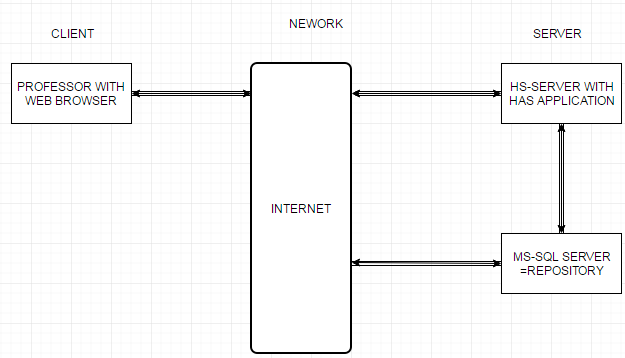 CLIENT
NEWORK
SERVER
PROFESSOR WITH
WEB BROWSER
HS-SERVER WITH
HAS APPLICATION
INTERNET
MS-SQL SERVER
=REPOSITORY